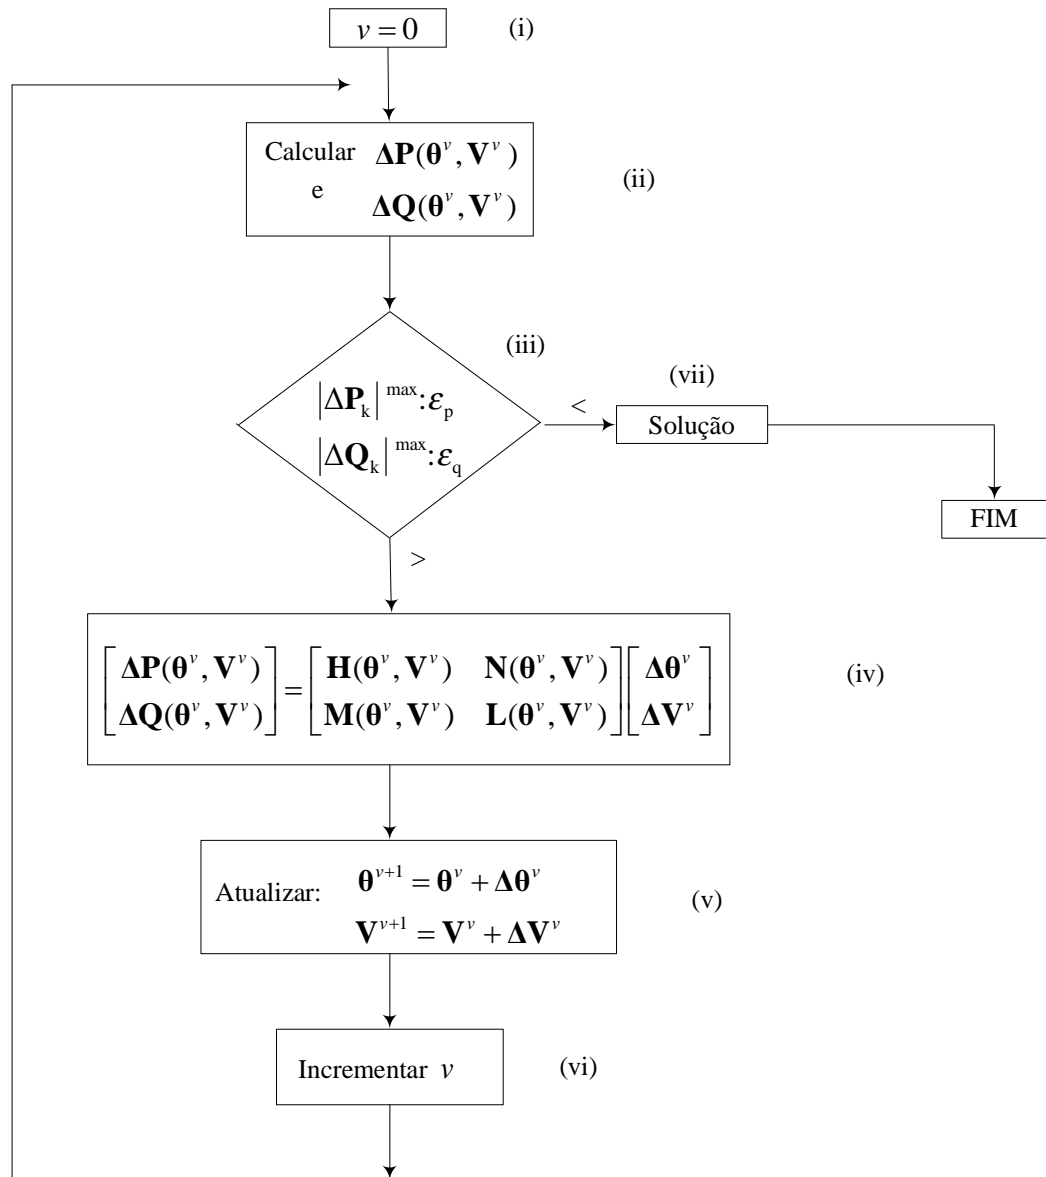 v = 0
(i)
Calcular ΔP(θ^v, V^v)
e
ΔQ(θ^v, V^v)
(ii)
(iii)
|ΔP_k|^max : ε_p
|ΔQ_k|^max : ε_q
<
(vii)
Solução
FIM
>
[ΔP(θ^v, V^v)] = [H(θ^v, V^v) N(θ^v, V^v)] [Δθ^v]
[ΔQ(θ^v, V^v)] [M(θ^v, V^v) L(θ^v, V^v)] [ΔV^v]
(iv)
Atualizar: θ^{v+1} = θ^v + Δθ^v
V^{v+1} = V^v + ΔV^v
(v)
Incrementar v
(vi)